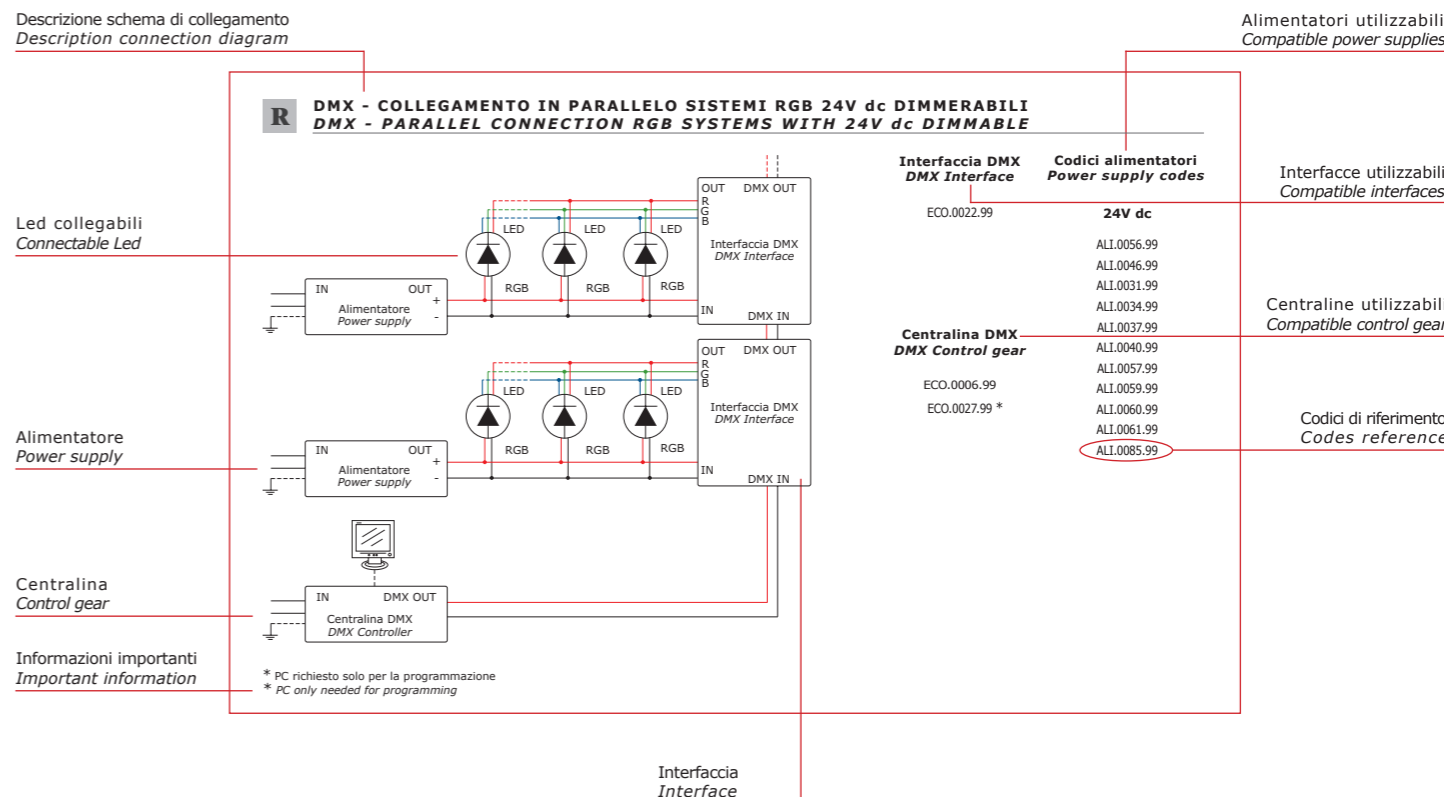 Descrizione schema di collegamento
Description connection diagram
Alimentatori utilizzabili
Compatible power supplies
R
DMX - COLLEGAMENTO IN PARALLELO SISTEMI RGB 24V dc DIMMERABILI
DMX - PARALLEL CONNECTION RGB SYSTEMS WITH 24V dc DIMMABLE
Led collegabili
Connectable Led
OUT DMX OUT
R
G
B
LED LED LED
Interfaccia DMX
DMX Interface
RGB RGB RGB
IN OUT
+
Alimentatore
Power supply
-
IN
DMX IN
OUT DMX OUT
R
G
B
LED LED LED
Interfaccia DMX
DMX Interface
RGB RGB RGB
Alimentatore
Power supply
IN OUT
+
Alimentatore
Power supply
-
IN
DMX IN
Centralina
Control gear
IN DMX OUT
Centralina DMX
DMX Controller
Informazioni importanti
Important information
* PC richiesto solo per la programmazione
* PC only needed for programming
Interfaccia DMX
DMX Interface
ECO.0022.99
Centralina DMX
DMX Control gear
ECO.0006.99
ECO.0027.99 *
Codici alimentatori
Power supply codes
24V dc
ALI.0056.99
ALI.0046.99
ALI.0031.99
ALI.0034.99
ALI.0037.99
ALI.0040.99
ALI.0057.99
ALI.0059.99
ALI.0060.99
ALI.0061.99
ALI.0085.99
Interfacce utilizzabili
Compatible interfaces
Centraline utilizzabili
Compatible control gear
Codici di riferimento
Codes reference
Interfaccia
Interface